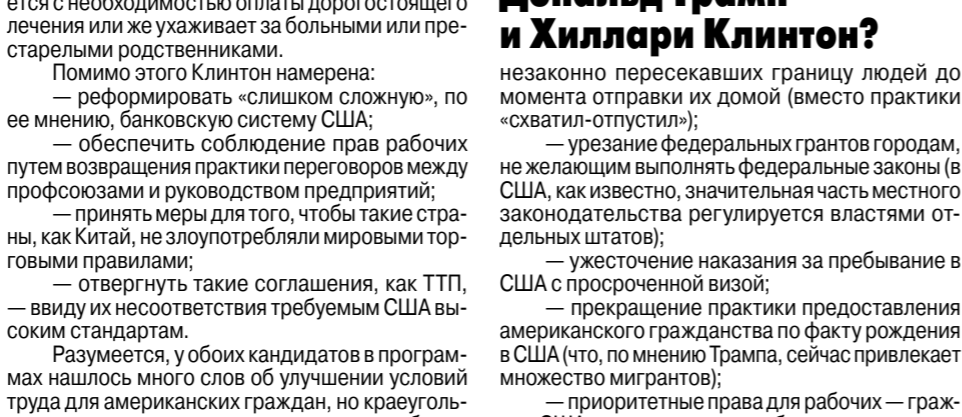 ется с необходимостью оплаты дорогостоящего
лечения или же ухаживает за больными или пре-
старелыми родственниками.
Помимо этого Клинтон намерена:
— реформировать «слишком сложную», по
ее мнению, банковскую систему США;
— обеспечить соблюдение прав рабочих
путем возвращения практики переговоров между
профсоюзами и руководством предприятий;
— принять меры для того, чтобы такие стра-
ны, как Китай, не злоупотребляли мировыми тор-
говыми правилами;
— отвергнуть такие соглашения, как ТТП,
— ввиду их несоответствия требуемым США вы-
соким стандартам.
Разумеется, у обоих кандидатов в програм-
мах нашлось много слов об улучшении условий
труда для американских граждан, но краеуголь-
Дональд Трамп
и Хиллари Клинтон?
незаконно пересекавших границу людей до
момента отправки их домой (вместо практики
«схватил-отпустил»);
— урезание федеральных грантов городам,
не желающим выполнять федеральные законы (в
США, как известно, значительная часть местного
законодательства регулируется властями от-
дельных штатов);
— ужесточение наказания за пребывание в
США с просроченной визой;
— прекращение практики предоставления
американского гражданства по факту рождения
в США (что, по мнению Трампа, сейчас привлекает
множество мигрантов);
— приоритетные права для рабочих — граж-